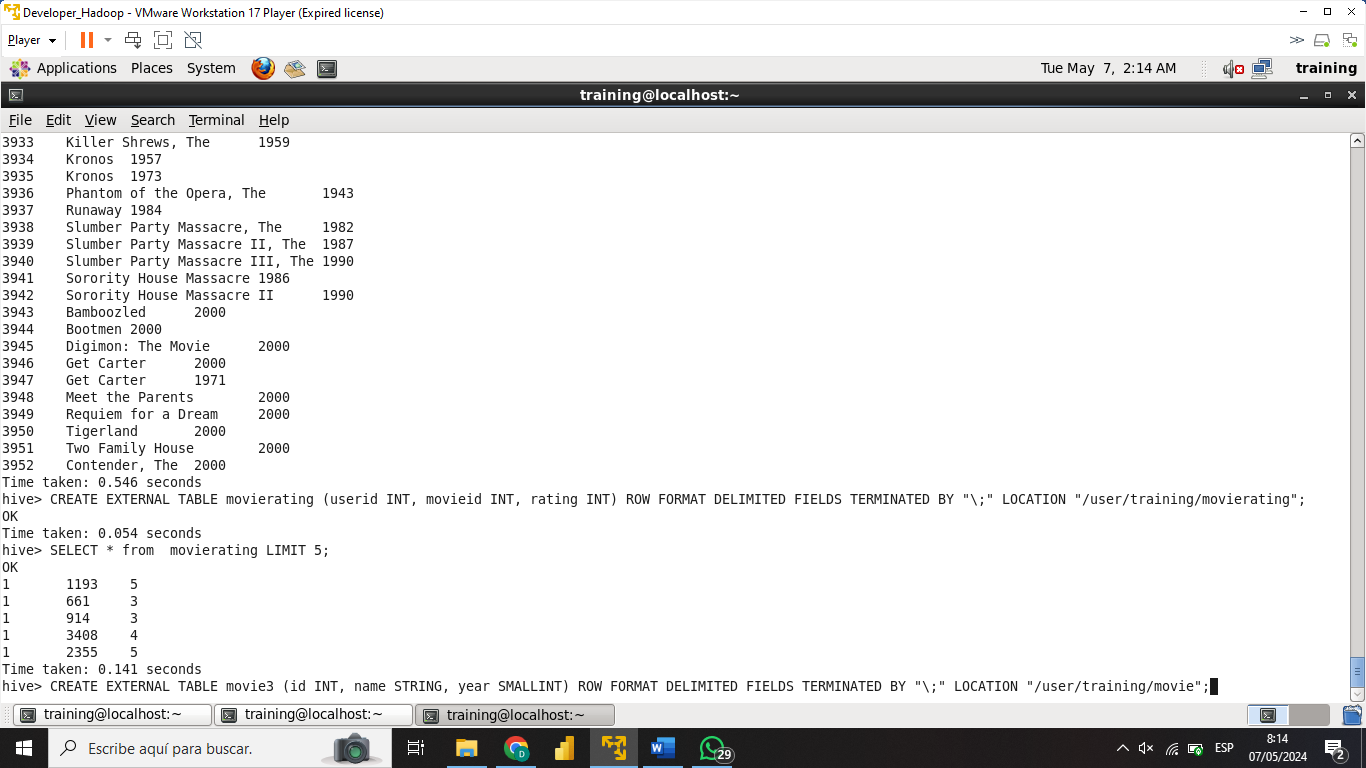 Developer_Hadoop - VMware Workstation 17 Player (Expired license)
Player
Applications Places System Tue May 7, 2:14 AM training
training@localhost:~
File Edit View Search Terminal Help
3933 Killer Shrews, The 1959
3934 Kronos 1957
3935 Kronos 1973
3936 Phantom of the Opera, The 1943
3937 Runaway 1984
3938 Slumber Party Massacre, The 1982
3939 Slumber Party Massacre II, The 1987
3940 Slumber Party Massacre III, The 1990
3941 Sorority House Massacre 1986
3942 Sorority House Massacre II 1990
3943 Bamboozled 2000
3944 Bootmen 2000
3945 Digimon: The Movie 2000
3946 Get Carter 2000
3947 Get Carter 1971
3948 Meet the Parents 2000
3949 Requiem for a Dream 2000
3950 Tigerland 2000
3951 Two Family House 2000
3952 Contender, The 2000
Time taken: 0.546 seconds
hive> CREATE EXTERNAL TABLE movierating (userid INT, movieid INT, rating INT) ROW FORMAT DELIMITED FIELDS TERMINATED BY "\;" LOCATION "/user/training/movierating";
OK
Time taken: 0.054 seconds
hive> SELECT * from  movierating LIMIT 5;
OK
1 1193 5
1 661 3
1 914 3
1 3408 4
1 2355 5
Time taken: 0.141 seconds
hive> CREATE EXTERNAL TABLE movie3 (id INT, name STRING, year SMALLINT) ROW FORMAT DELIMITED FIELDS TERMINATED BY "\;" LOCATION "/user/training/movie";
training@localhost:~ training@localhost:~ training@localhost:~
Escribe aquí para buscar. 29 ESP 8:14
07/05/2024 2